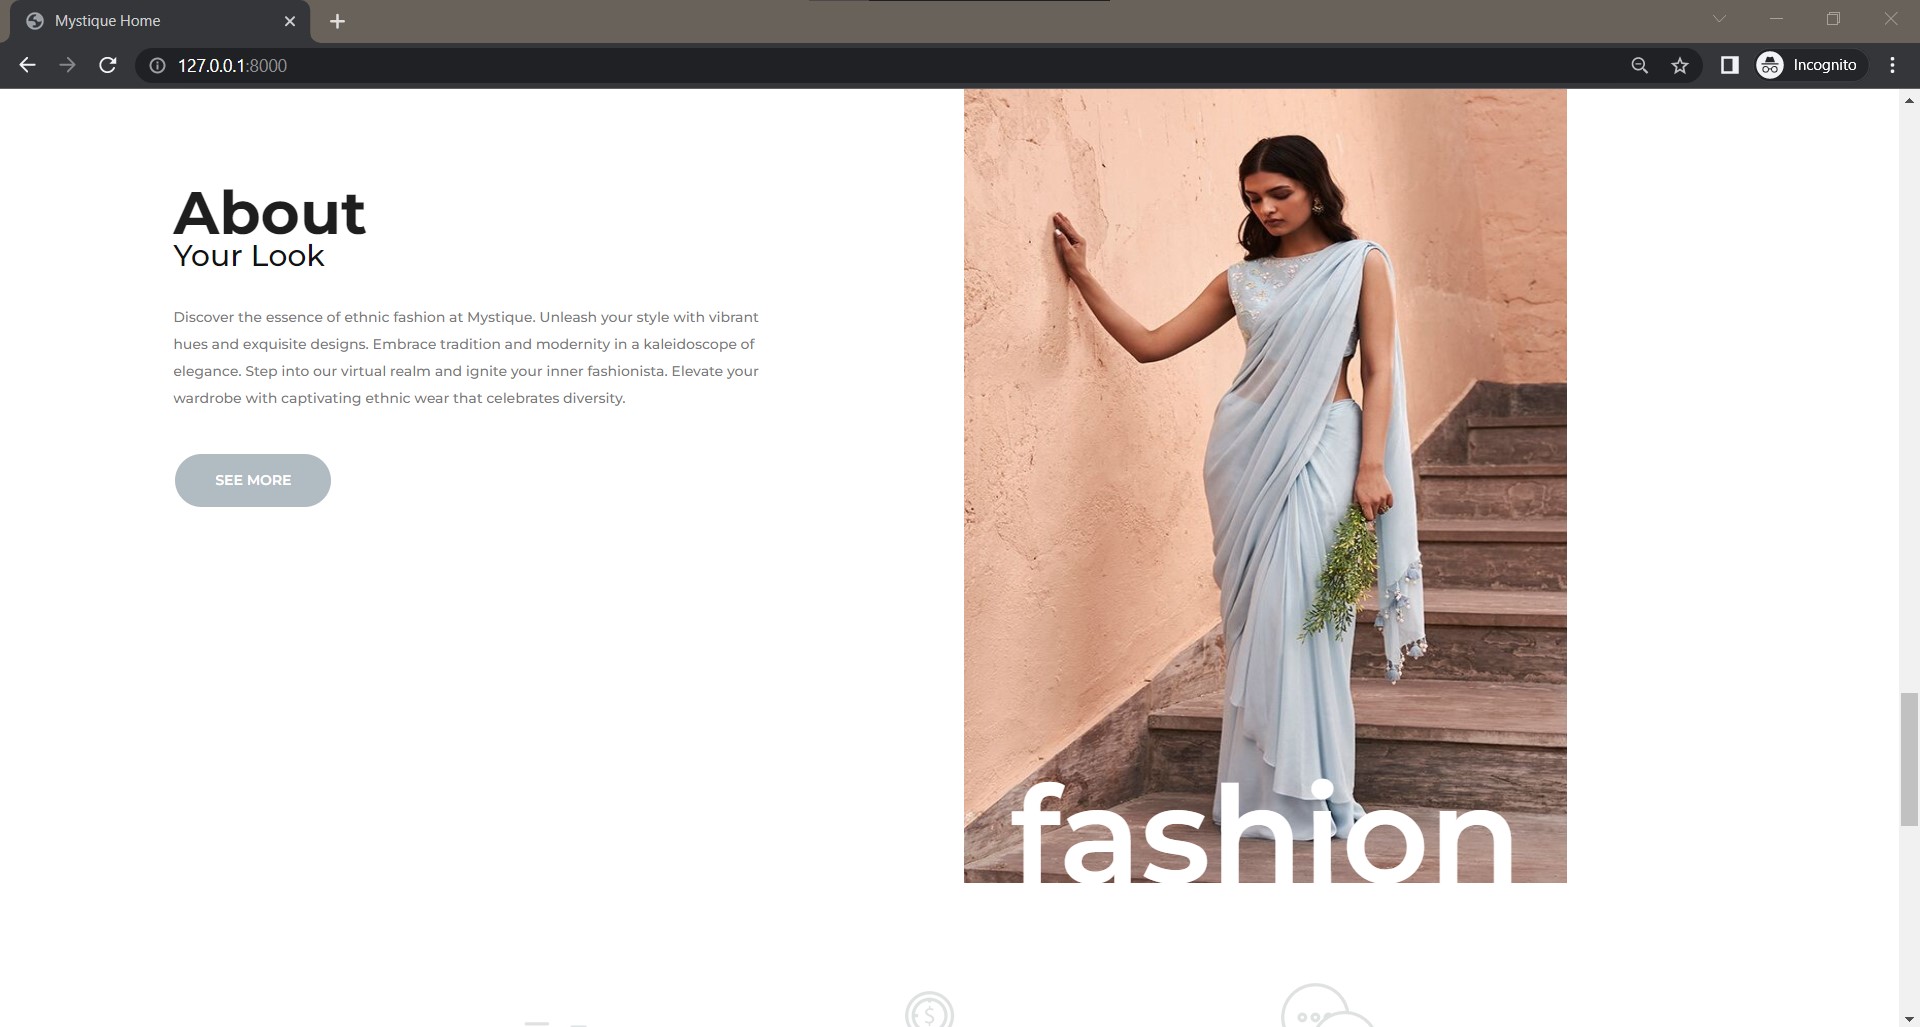 Mystique Home
127.0.0.1:8000
Incognito
About
Your Look
Discover the essence of ethnic fashion at Mystique. Unleash your style with vibrant
hues and exquisite designs. Embrace tradition and modernity in a kaleidoscope of
elegance. Step into our virtual realm and ignite your inner fashionista. Elevate your
wardrobe with captivating ethnic wear that celebrates diversity.
SEE MORE
fashion
$